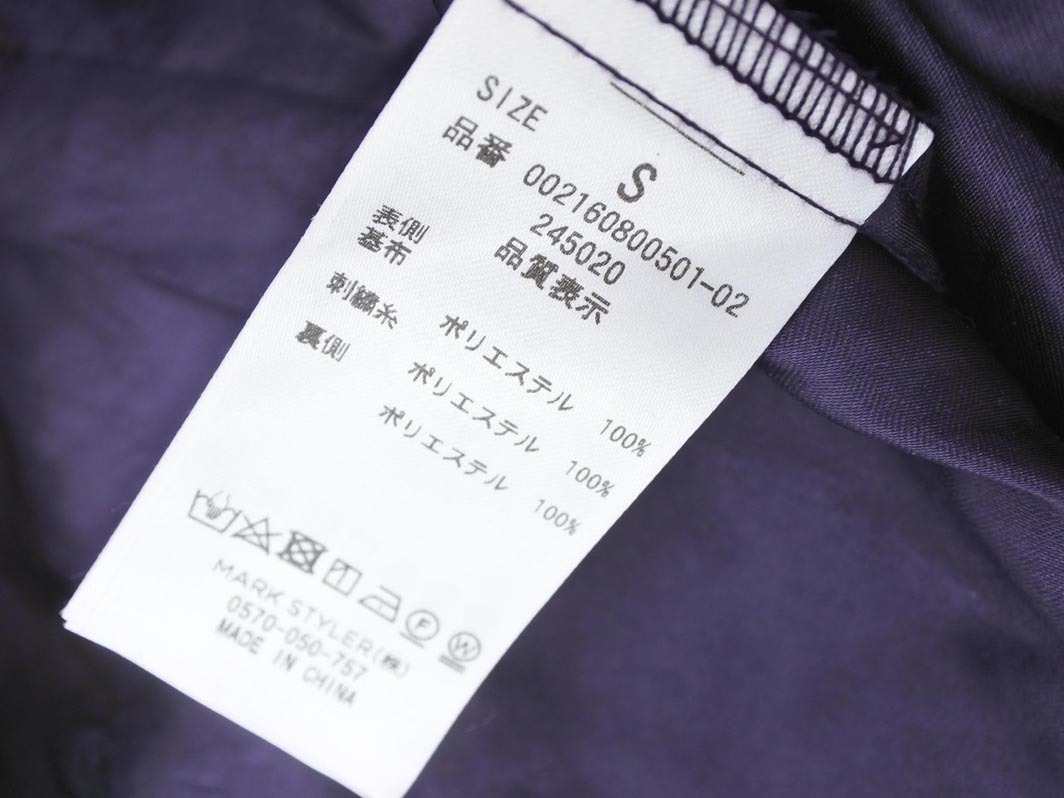 SIZE S
品番 002160800501-02
245020
品質表示
表側
基布 ポリエステル 100%
刺繍糸 ポリエステル 100%
裏側 ポリエステル 100%
F W
MARK STYLER(株)
0570-050-757
MADE IN CHINA